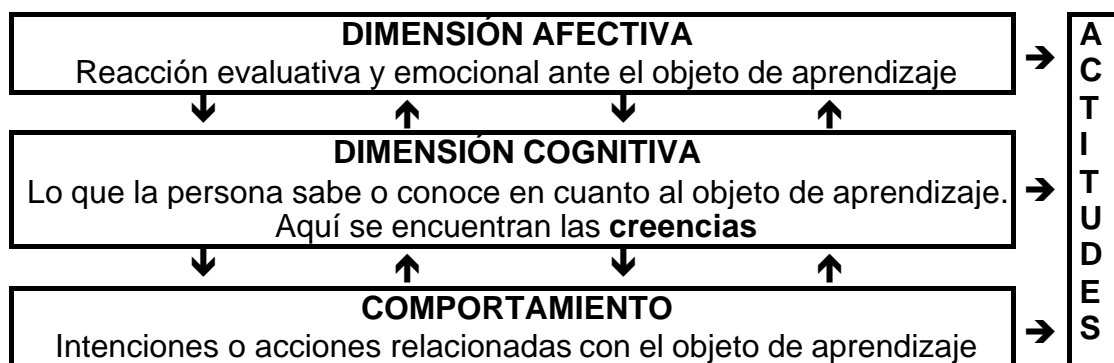 DIMENSIÓN AFECTIVA
Reacción evaluativa y emocional ante el objeto de aprendizaje
DIMENSIÓN COGNITIVA
Lo que la persona sabe o conoce en cuanto al objeto de aprendizaje.
Aquí se encuentran las creencias
COMPORTAMIENTO
Intenciones o acciones relacionadas con el objeto de aprendizaje
ACTITUDES